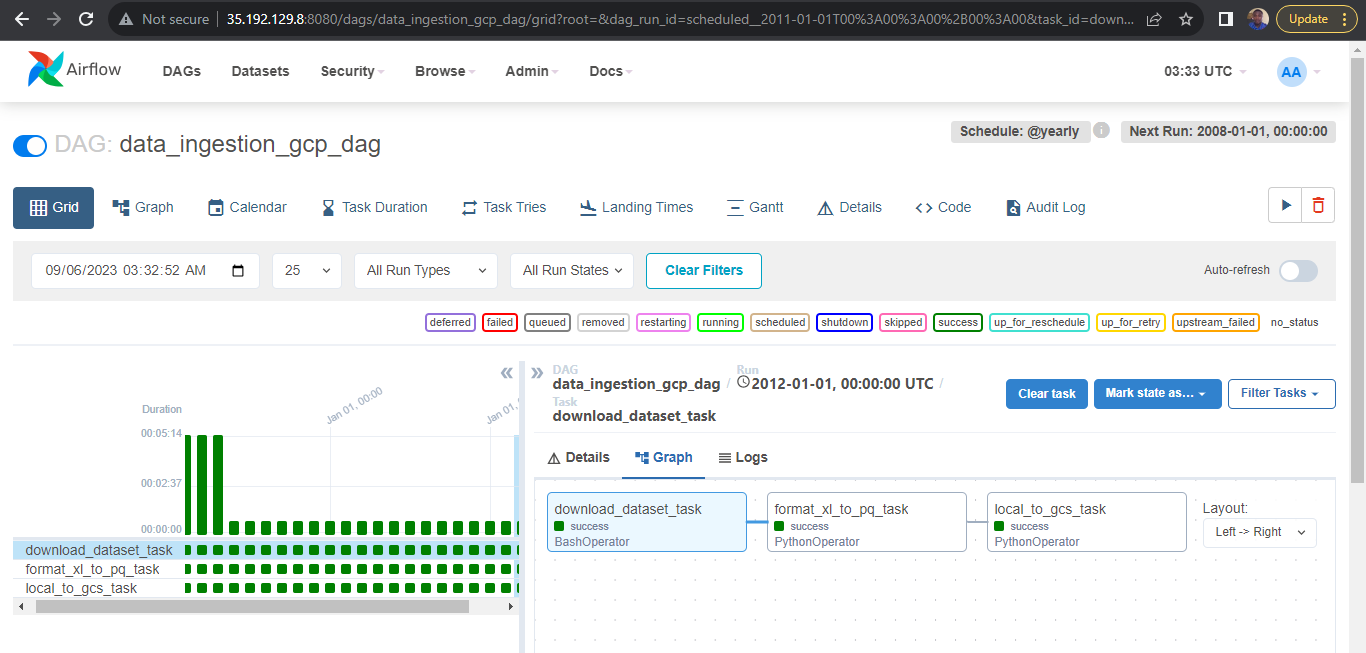 Not secure 35.192.129.8:8080/dags/data_ingestion_gcp_dag/grid?root=&dag_run_id=scheduled__2011-01-01T00%3A00%3A00%2B00%3A00&task_id=down... Update
Airflow DAGs Datasets Security Browse Admin Docs 03:33 UTC AA
DAG: data_ingestion_gcp_dag Schedule: @yearly i Next Run: 2008-01-01, 00:00:00
Grid Graph Calendar Task Duration Task Tries Landing Times Gantt Details Code Audit Log
09/06/2023 03:32:52 AM 25 All Run Types All Run States Clear Filters Auto-refresh
deferred failed queued removed restarting running scheduled shutdown skipped success up_for_reschedule up_for_retry upstream_failed no_status
Duration
00:05:14
00:02:37
00:00:00
Jan 01, 00:00
Jan 01,
download_dataset_task
format_xl_to_pq_task
local_to_gcs_task
DAG
data_ingestion_gcp_dag /
Run
2012-01-01, 00:00:00 UTC /
Task
download_dataset_task
Clear task Mark state as... Filter Tasks
Details Graph Logs
download_dataset_task
success
BashOperator
format_xl_to_pq_task
success
PythonOperator
local_to_gcs_task
success
PythonOperator
Layout:
Left -> Right